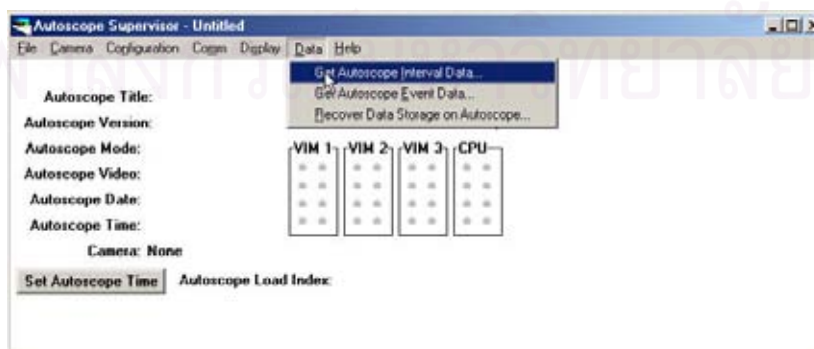 Autoscope Supervisor - Untitled
File Camera Configuration Comm Display Data Help
Get Autoscope Interval Data...
Get Autoscope Event Data...
Recover Data Storage on Autoscope...
Autoscope Title:
Autoscope Version:
Autoscope Mode:
VIM 1 VIM 2 VIM 3 CPU
Autoscope Video:
Autoscope Date:
Autoscope Time:
Camera: None
Set Autoscope Time Autoscope Load Index: